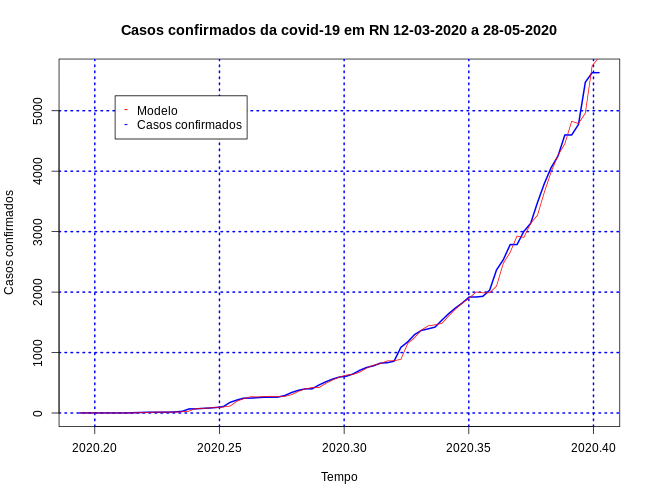 Casos confirmados da covid-19 em RN 12-03-2020 a 28-05-2020
Modelo
Casos confirmados
5000
4000
3000
2000
1000
0
Casos confirmados
2020.20 2020.25 2020.30 2020.35 2020.40
Tempo